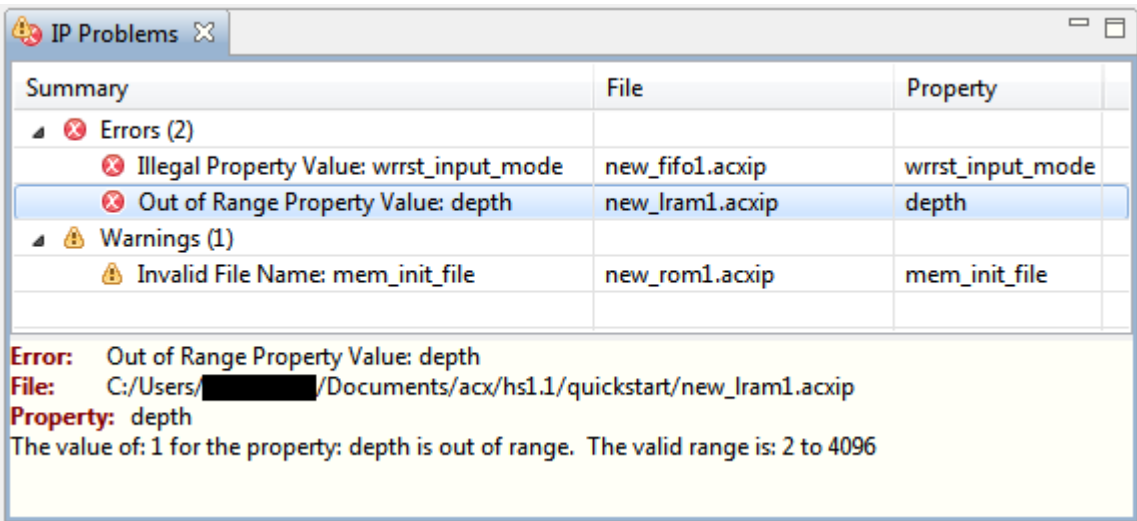 IP Problems
Summary File Property
Errors (2)
Illegal Property Value: wrrst_input_mode new_fifo1.acxip wrrst_input_mode
Out of Range Property Value: depth new_lram1.acxip depth
Warnings (1)
Invalid File Name: mem_init_file new_rom1.acxip mem_init_file
Error: Out of Range Property Value: depth
File: C:/Users/ /Documents/acx/hs1.1/quickstart/new_lram1.acxip
Property: depth
The value of: 1 for the property: depth is out of range. The valid range is: 2 to 4096